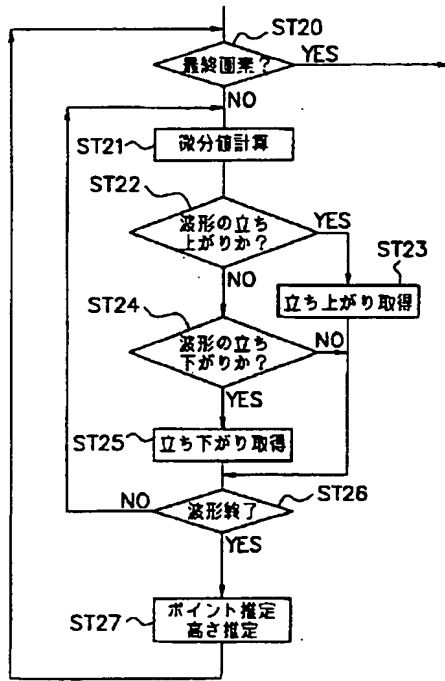 ST20
最終画素？
YES
NO
ST21
微分値計算
ST22
波形の立ち
上がりか？
YES
ST23
NO
立ち上がり取得
ST24
波形の立ち
下がりか？
NO
YES
ST25
立ち下がり取得
ST26
NO
波形終了
YES
ST27
ポイント推定
高さ推定